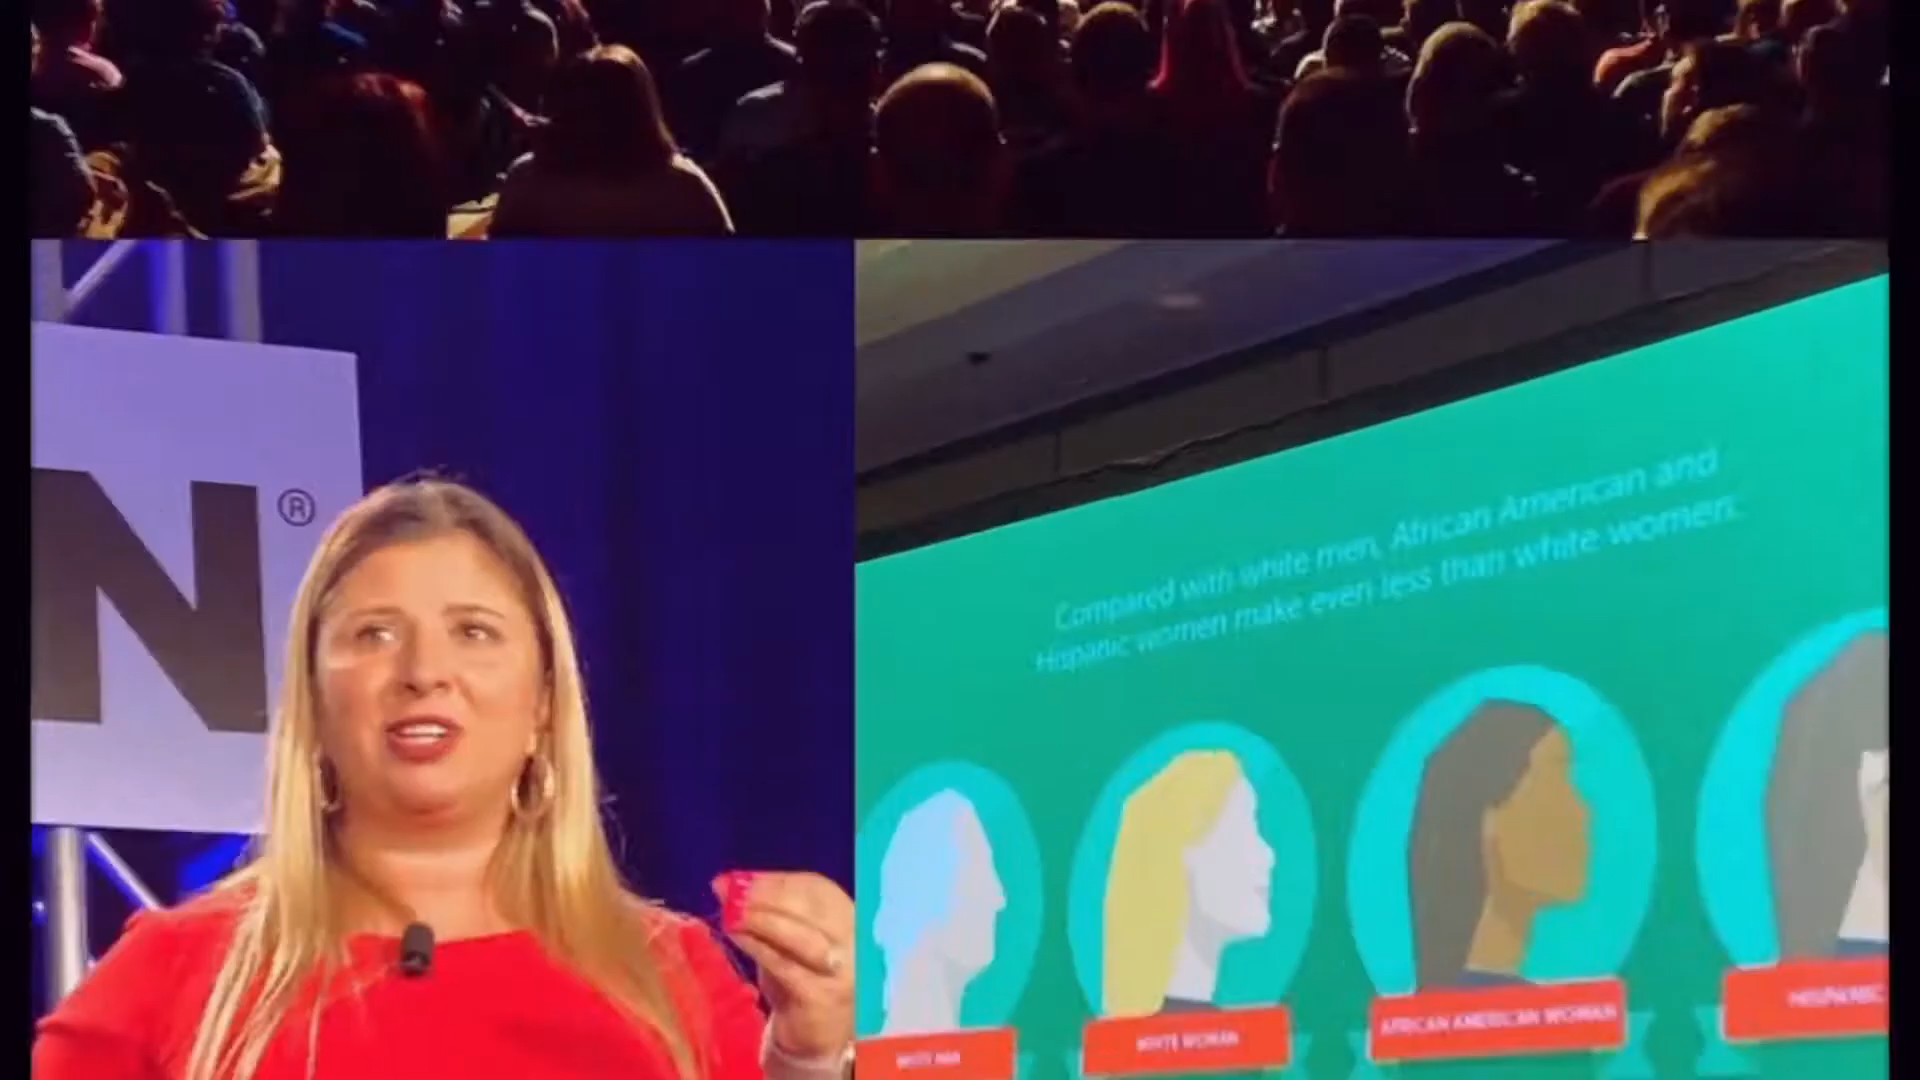 N®
Compared with white men, African American and
Hispanic women make even less than white women.
WHITE MAN
WHITE WOMAN
AFRICAN AMERICAN WOMAN
HISPANIC